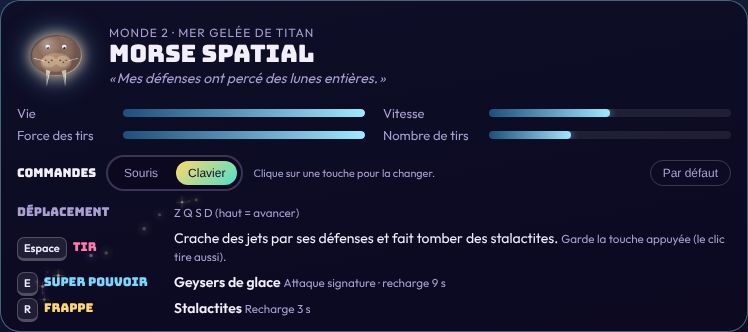 MONDE 2 · MER GELÉE DE TITAN
MORSE SPATIAL
« Mes défenses ont percé des lunes entières. »
Vie
Vitesse
Force des tirs
Nombre de tirs
COMMANDES Souris Clavier Clique sur une touche pour la changer. Par défaut
DÉPLACEMENT Z Q S D (haut = avancer)
Espace TIR Crache des jets par ses défenses et fait tomber des stalactites. Garde la touche appuyée (le clic
tire aussi).
E SUPER POUVOIR Geysers de glace Attaque signature · recharge 9 s
R FRAPPE Stalactites Recharge 3 s